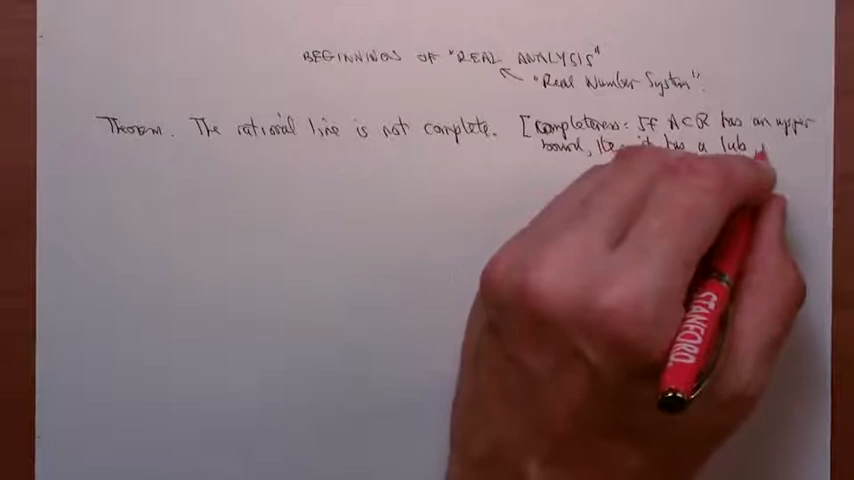 BEGINNINGS OF "REAL ANALYSIS"
"Real Number System".
Theorem. The rational line is not complete. [Completeness: If A⊂R has an upper
bound, then it has a lub
STANFORD.